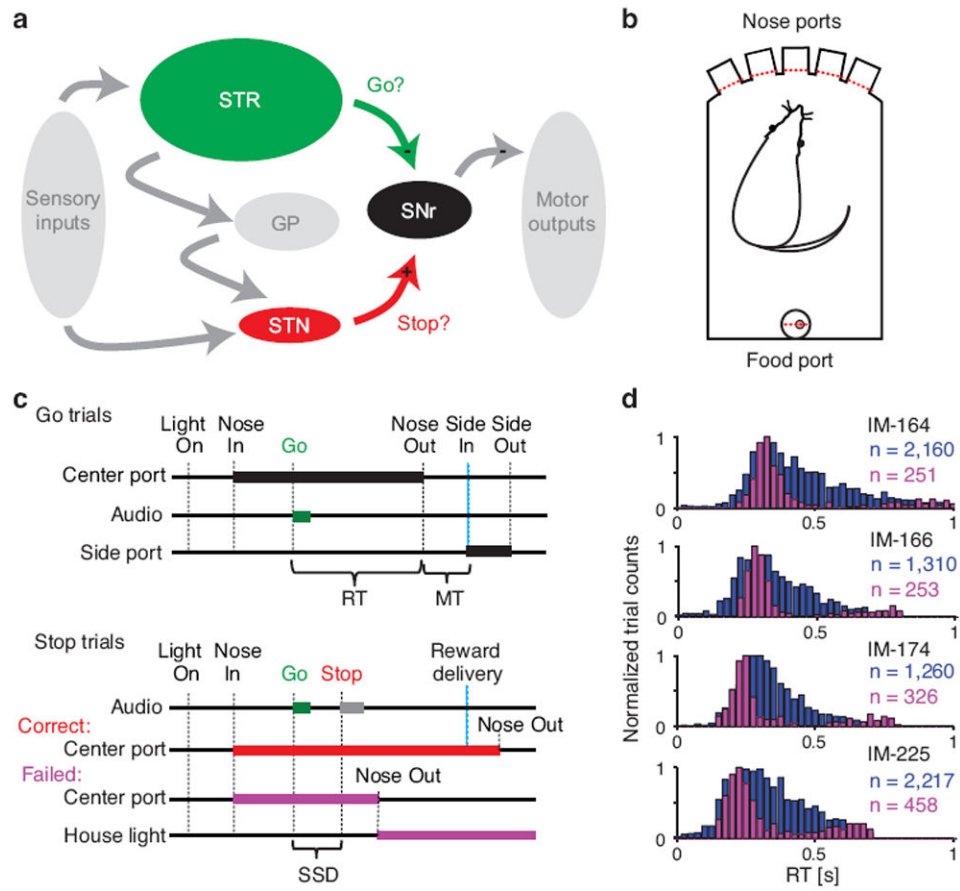 a
STR
Go?
-
-
Sensory
inputs
GP
SNr
Motor
outputs
+
STN
Stop?
b
Nose ports
Food port
c
Go trials
Light
On
Nose
In
Go
Nose
Out
Side
In
Side
Out
Center port
Audio
Side port
RT
MT
Stop trials
Light
On
Nose
In
Go
Stop
Reward
delivery
Audio
Correct:
Nose Out
Center port
Failed:
Nose Out
Center port
House light
SSD
d
Normalized trial counts
IM-164
n = 2,160
n = 251
1
0
0
0.5
1
IM-166
n = 1,310
n = 253
1
0
0
0.5
1
IM-174
n = 1,260
n = 326
1
0
0
0.5
1
IM-225
n = 2,217
n = 458
1
0
0
0.5
1
RT [s]